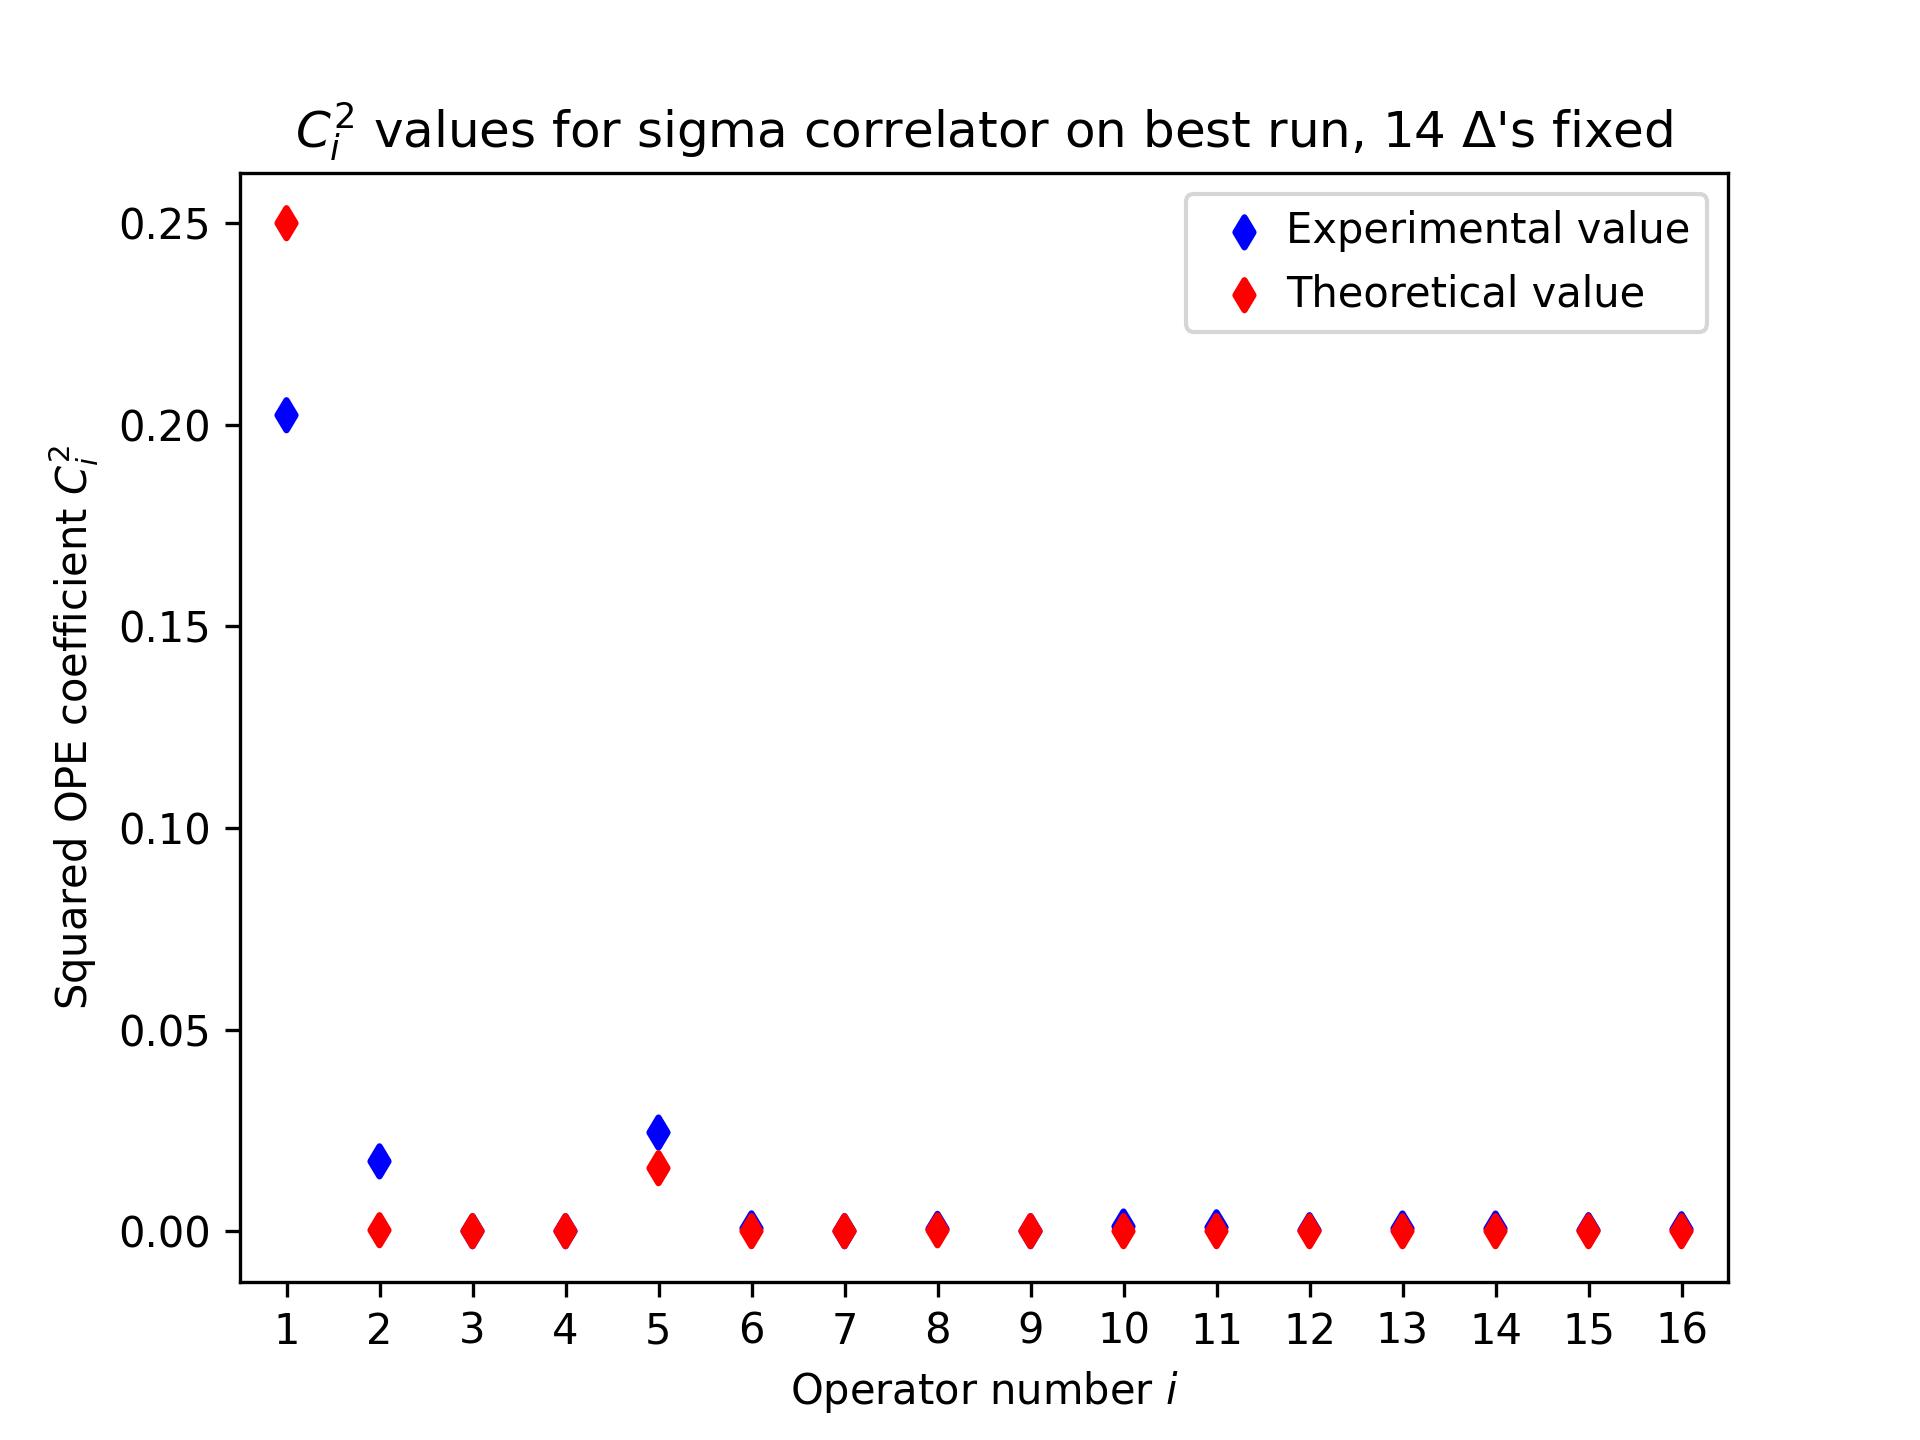 C_i^2 values for sigma correlator on best run, 14 Δ's fixed
Experimental value
Theoretical value
Squared OPE coefficient C_i^2
0.25
0.20
0.15
0.10
0.05
0.00
1 2 3 4 5 6 7 8 9 10 11 12 13 14 15 16
Operator number i